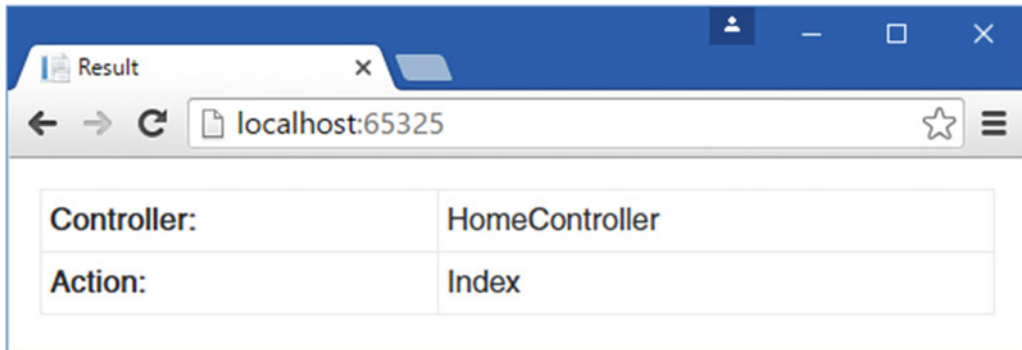 Result
localhost:65325
Controller: HomeController
Action: Index